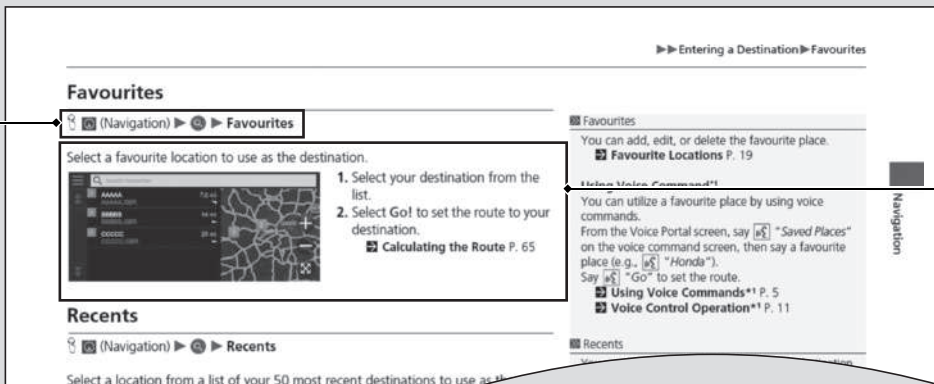 ▶▶Entering a Destination▶Favourites
Favourites
(Navigation) ▶ ▶ Favourites
Select a favourite location to use as the destination.
AAAAA
BBBBB
CCCCC
1. Select your destination from the
list.
2. Select Go! to set the route to your
destination.
Calculating the Route P. 65
Recents
(Navigation) ▶ ▶ Recents
Select a location from a list of your 50 most recent destinations to use as
Favourites
You can add, edit, or delete the favourite place.
Favourite Locations P. 19
Using Voice Command*1
You can utilize a favourite place by using voice
commands.
From the Voice Portal screen, say "Saved Places"
on the voice command screen, then say a favourite
place (e.g., "Honda").
Say "Go" to set the route.
Using Voice Commands*1 P. 5
Voice Control Operation*1 P. 11
Recents
Navigation